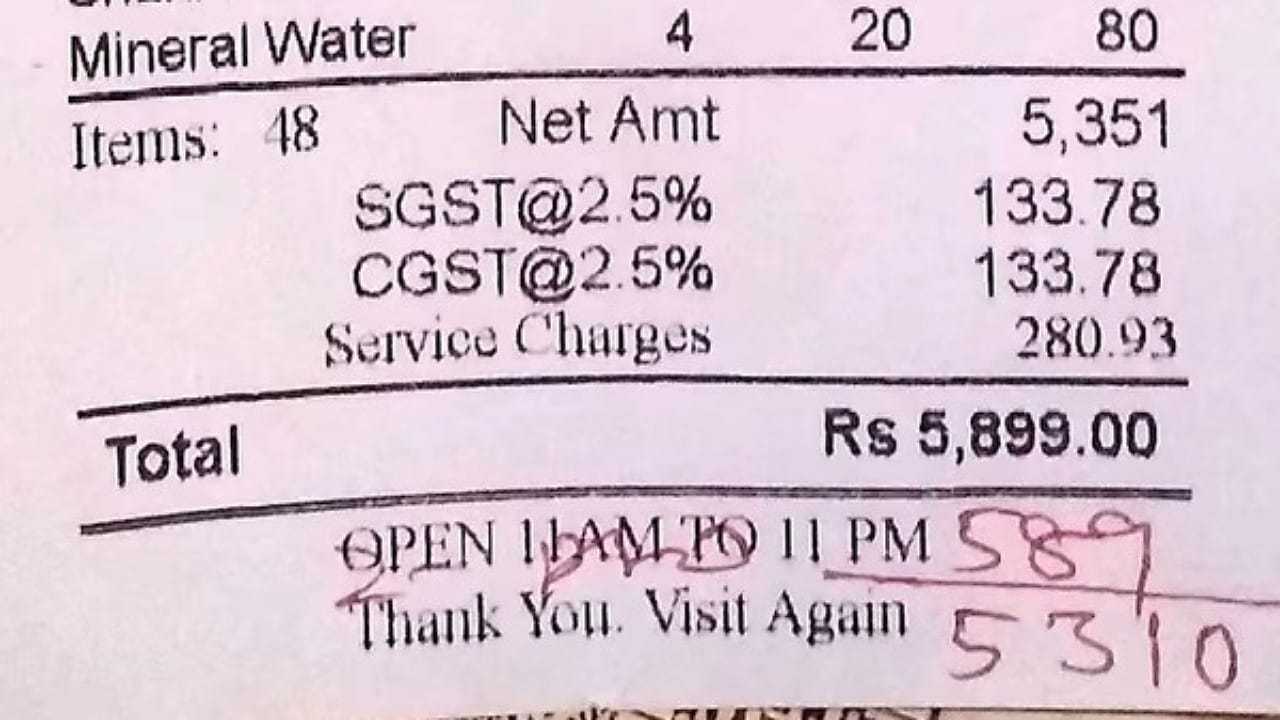 Mineral Water 4 20 80
Items: 48 Net Amt 5,351
SGST@2.5% 133.78
CGST@2.5% 133.78
Service Charges 280.93
Total Rs 5,899.00
OPEN 11AM TO 11 PM 589
Thank You. Visit Again 5310